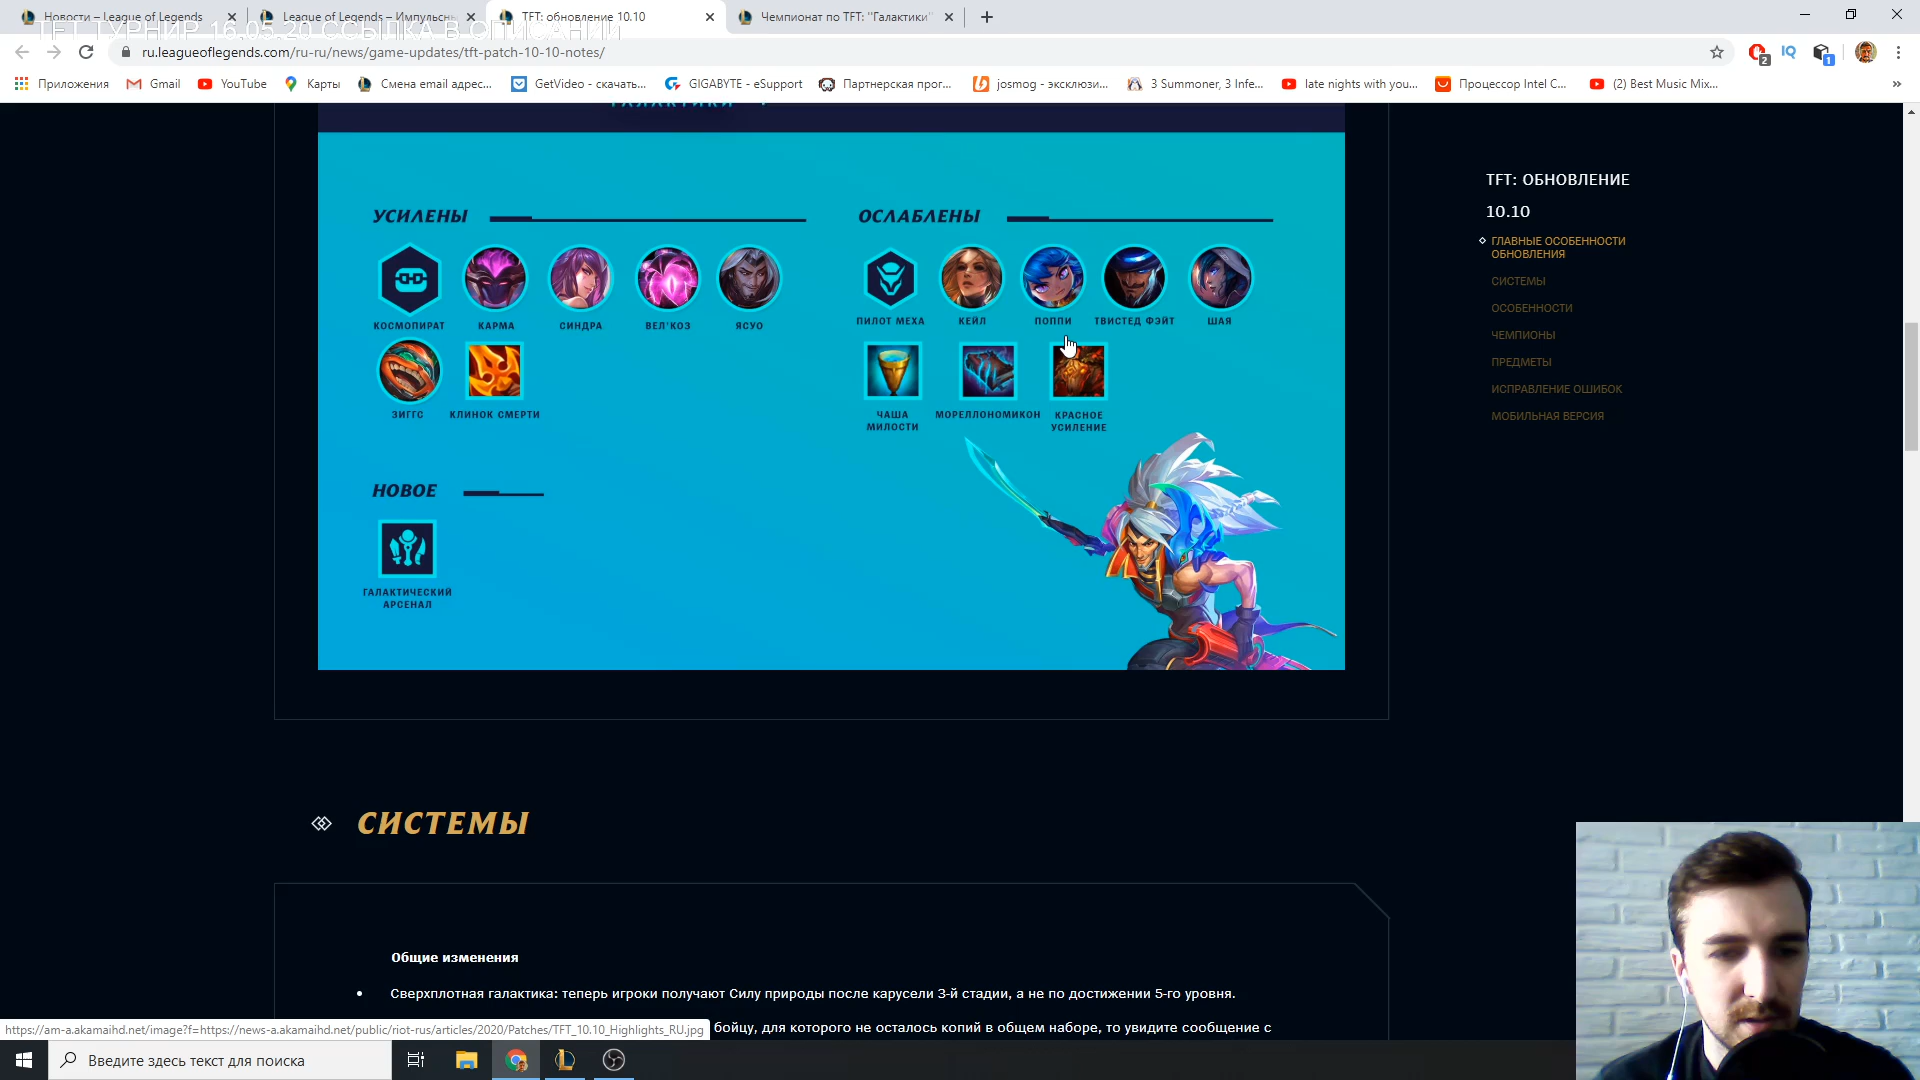 Новости – League of Legends
League of Legends – Импульсн
TFT: обновление 10.10
Чемпионат по TFT: "Галактики"
ТФТ ТУРНИР 16.05.20 ССЫЛКА В ОПИСАНИИ
ru.leagueoflegends.com/ru-ru/news/game-updates/tft-patch-10-10-notes/
2
IQ
1
Приложения
Gmail
YouTube
Карты
Смена email адрес...
GetVideo - скачать...
GIGABYTE - eSupport
Партнерская прог...
josmog - эксклюзи...
3 Summoner, 3 Infe...
late nights with you...
Процессор Intel C...
(2) Best Music Mix...
»
УСИЛЕНЫ
КОСМОПИРАТ
КАРМА
СИНДРА
ВЕЛ'КОЗ
ЯСУО
ЗИГГС
КЛИНОК СМЕРТИ
ОСЛАБЛЕНЫ
ПИЛОТ МЕХА
КЕЙЛ
ПОППИ
ТВИСТЕД ФЭЙТ
ШАЯ
ЧАША
МИЛОСТИ
МОРЕЛЛОНОМИКОН
КРАСНОЕ
УСИЛЕНИЕ
НОВОЕ
ГАЛАКТИЧЕСКИЙ
АРСЕНАЛ
TFT: ОБНОВЛЕНИЕ
10.10
ГЛАВНЫЕ ОСОБЕННОСТИ
ОБНОВЛЕНИЯ
СИСТЕМЫ
ОСОБЕННОСТИ
ЧЕМПИОНЫ
ПРЕДМЕТЫ
ИСПРАВЛЕНИЕ ОШИБОК
МОБИЛЬНАЯ ВЕРСИЯ
СИСТЕМЫ
Общие изменения
• Сверхплотная галактика: теперь игроки получают Силу природы после карусели 3-й стадии, а не по достижении 5-го уровня.
бойцу, для которого не осталось копий в общем наборе, то увидите сообщение с
https://am-a.akamaihd.net/image?f=https://news-a.akamaihd.net/public/riot-rus/articles/2020/Patches/TFT_10.10_Highlights_RU.jpg
Введите здесь текст для поиска